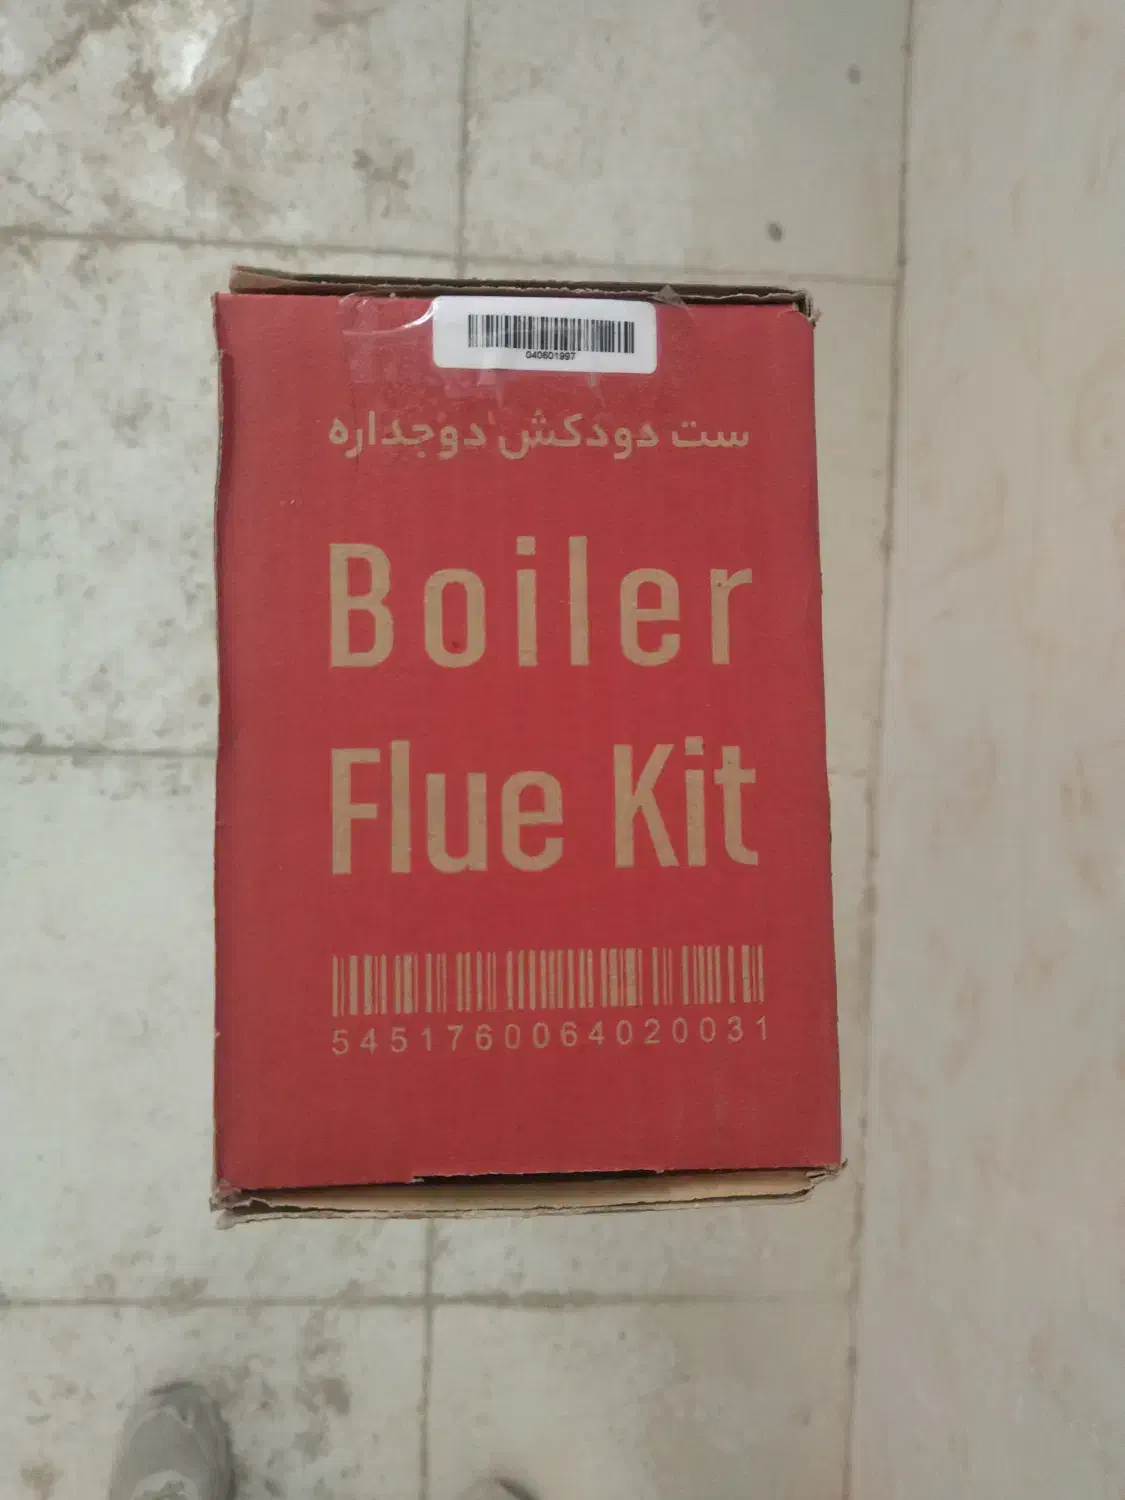 040601997
ست دودکش دوجداره
Boiler
Flue Kit
5451760064020031